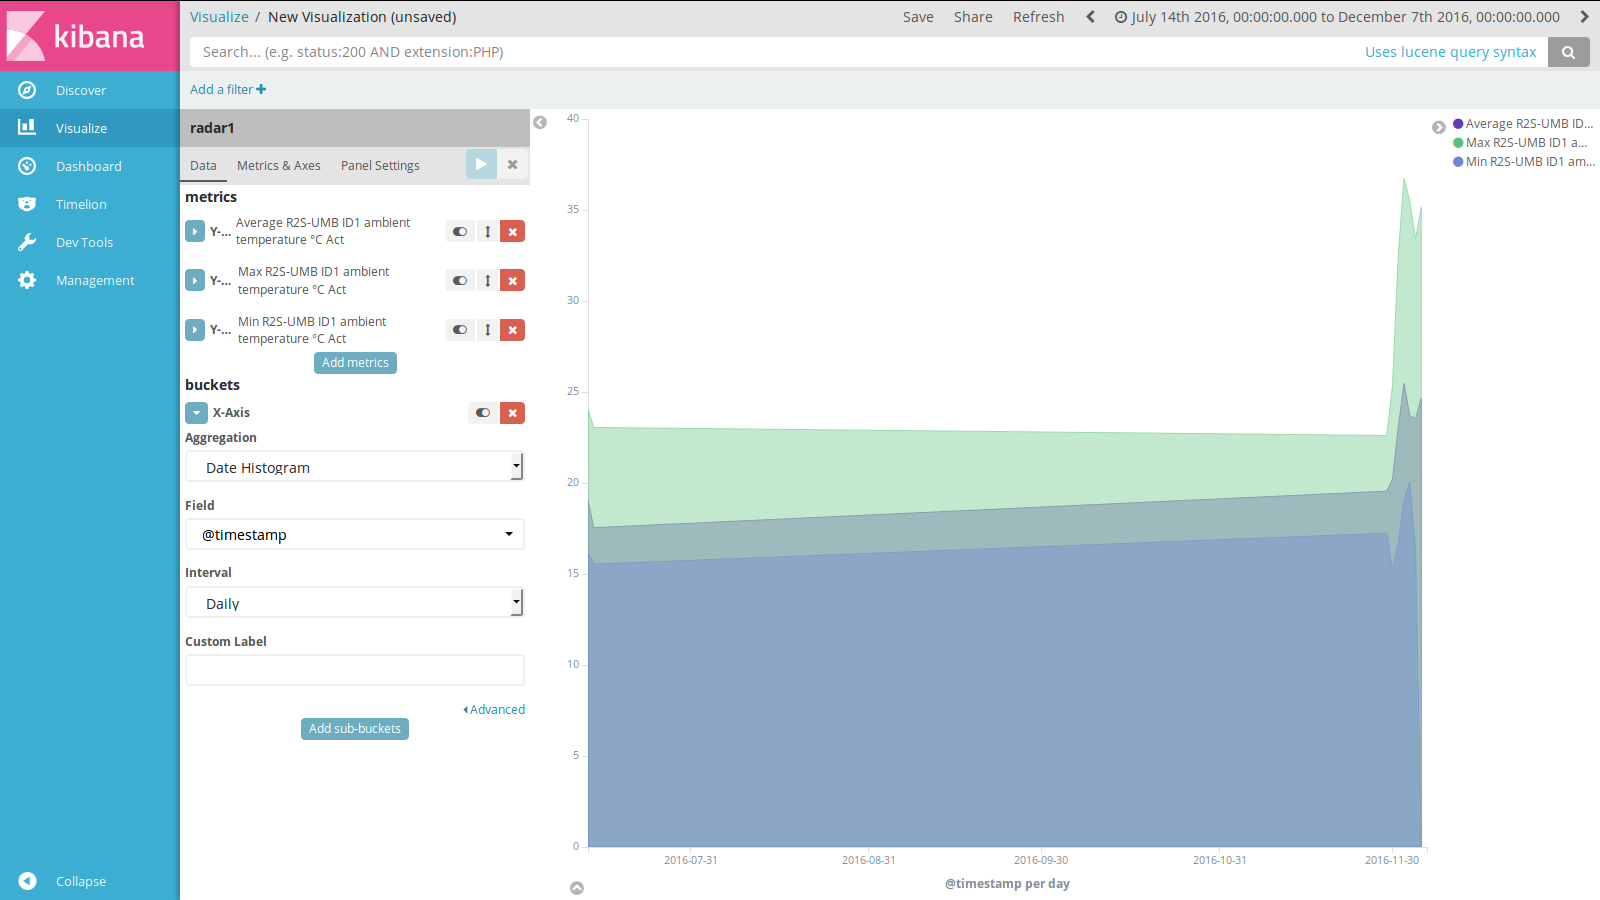 kibana
Discover
Visualize
Dashboard
Timelion
Dev Tools
Management
Collapse
Visualize / New Visualization (unsaved)
Save Share Refresh July 14th 2016, 00:00:00.000 to December 7th 2016, 00:00:00.000
Search... (e.g. status:200 AND extension:PHP) Uses lucene query syntax
Add a filter
radar1
Data Metrics & Axes Panel Settings
metrics
Y-... Average R2S-UMB ID1 ambient
temperature °C Act
Y-... Max R2S-UMB ID1 ambient
temperature °C Act
Y-... Min R2S-UMB ID1 ambient
temperature °C Act
Add metrics
buckets
X-Axis
Aggregation
Date Histogram
Field
@timestamp
Interval
Daily
Custom Label
Advanced
Add sub-buckets
40
35
30
25
20
15
10
5
0
2016-07-31 2016-08-31 2016-09-30 2016-10-31 2016-11-30
@timestamp per day
Average R2S-UMB ID...
Max R2S-UMB ID1 a...
Min R2S-UMB ID1 am...